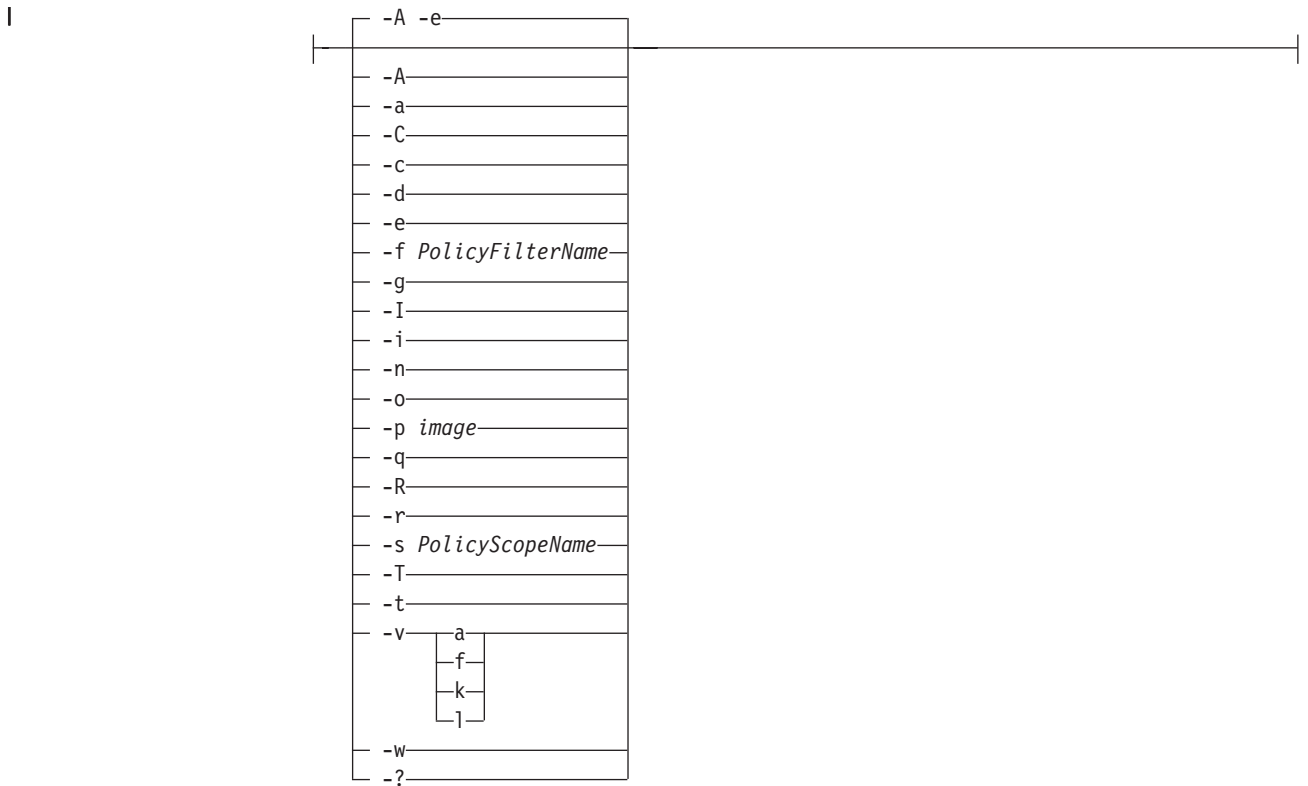 -A -e
-A
-a
-C
-c
-d
-e
-f PolicyFilterName
-g
-I
-i
-n
-o
-p image
-q
-R
-r
-s PolicyScopeName
-T
-t
-v a
f
k
l
-w
-?